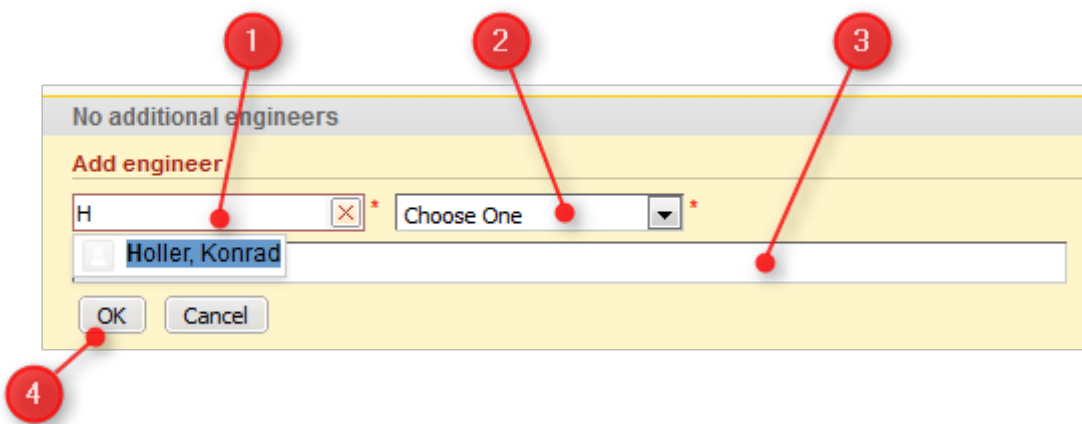 1 2 3
No additional engineers
Add engineer
H * Choose One *
Holler, Konrad
OK Cancel
4